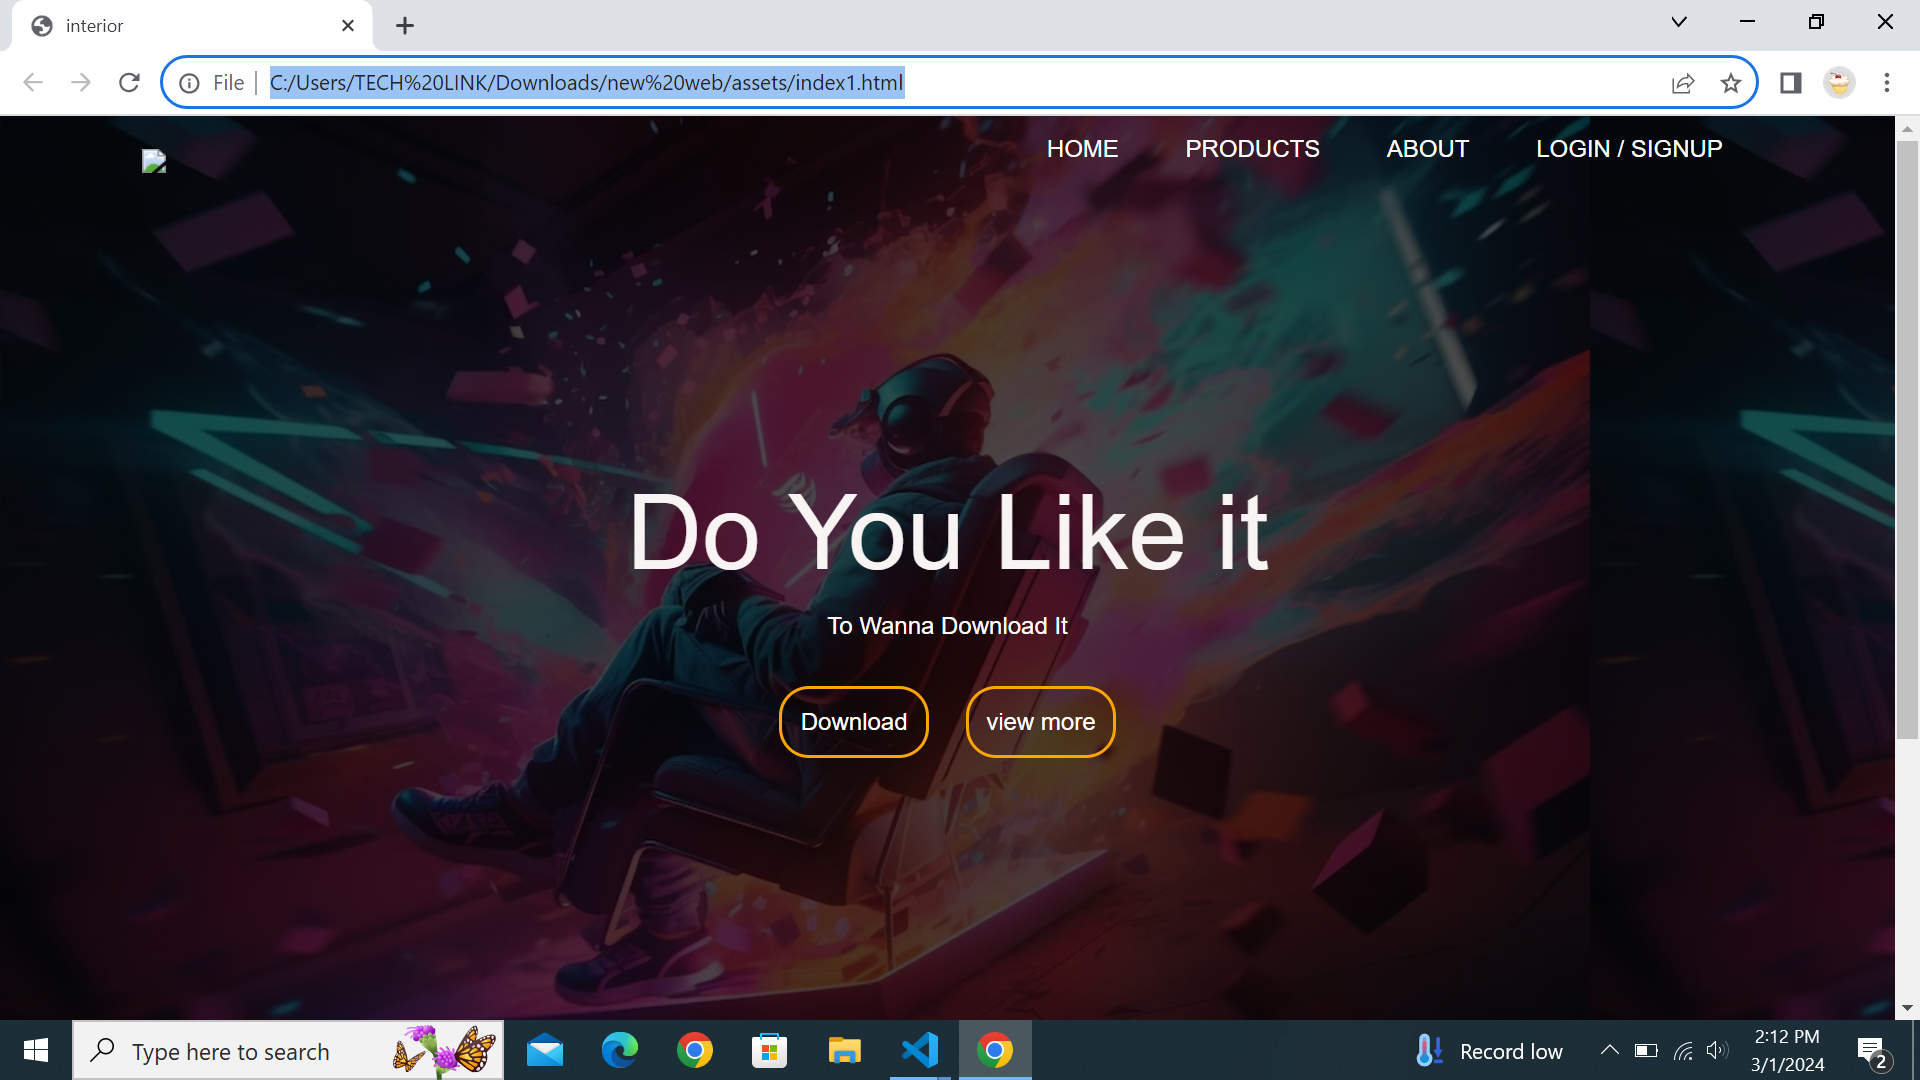 interior
File
C:/Users/TECH%20LINK/Downloads/new%20web/assets/index1.html
HOME PRODUCTS ABOUT LOGIN / SIGNUP
Do You Like it
To Wanna Download It
Download view more
Type here to search
Record low
2:12 PM
3/1/2024
2